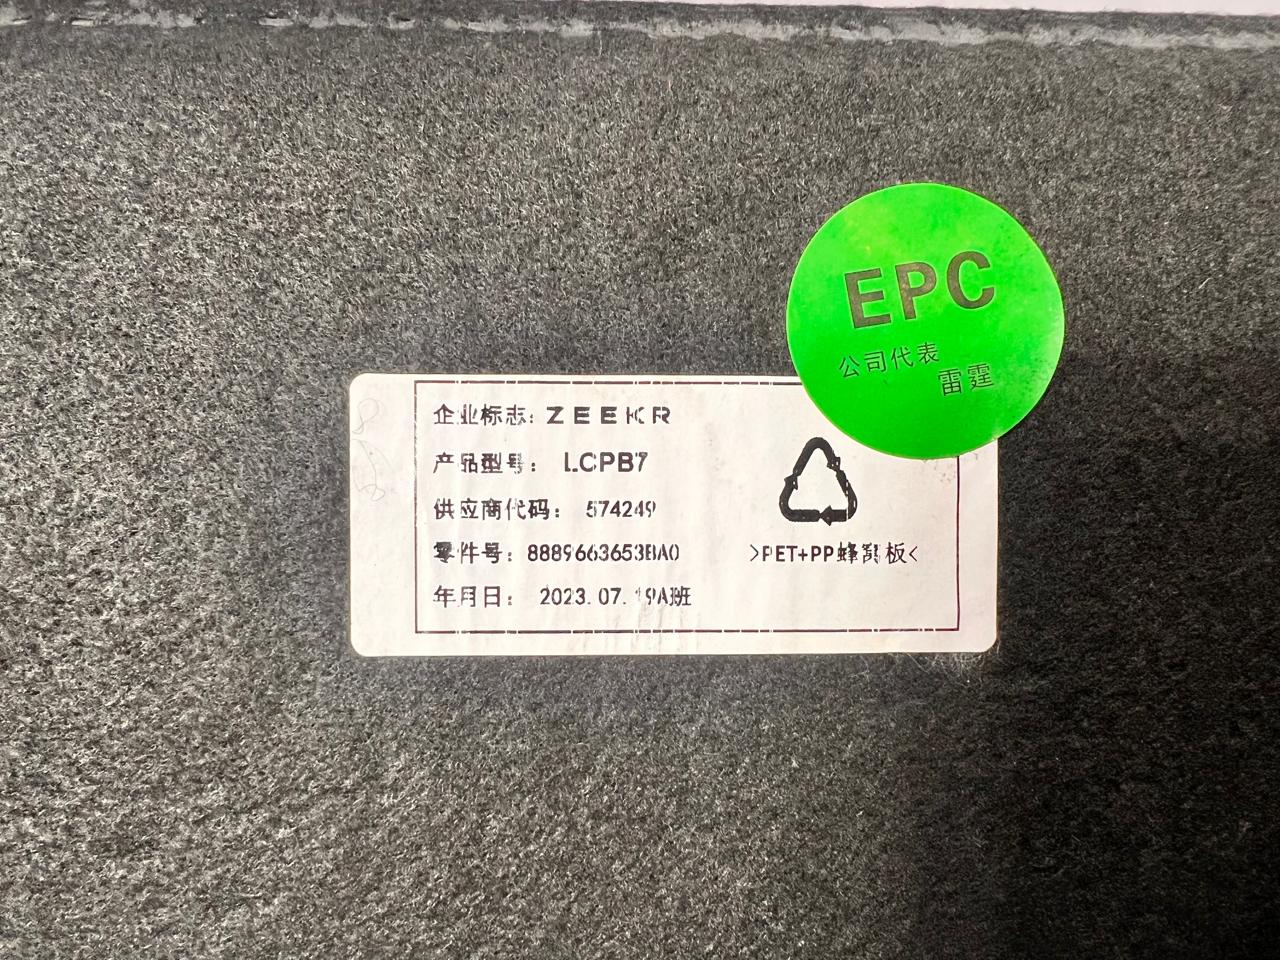 EPC
公司代表
雷霆
企业标志: ZEEKR
产品型号: LCPB7
供应商代码: 574249
零件号: 8889663653BA0
>PET+PP蜂窝板<
年月日: 2023.07.19A班